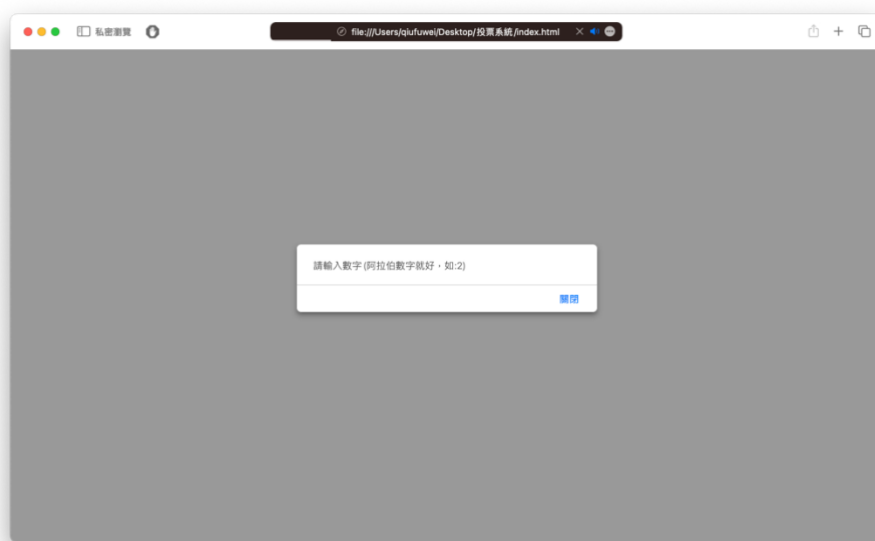 私密瀏覽
file:///Users/qiufuwei/Desktop/投票系統/index.html
請輸入數字(阿拉伯數字就好，如:2)
關閉